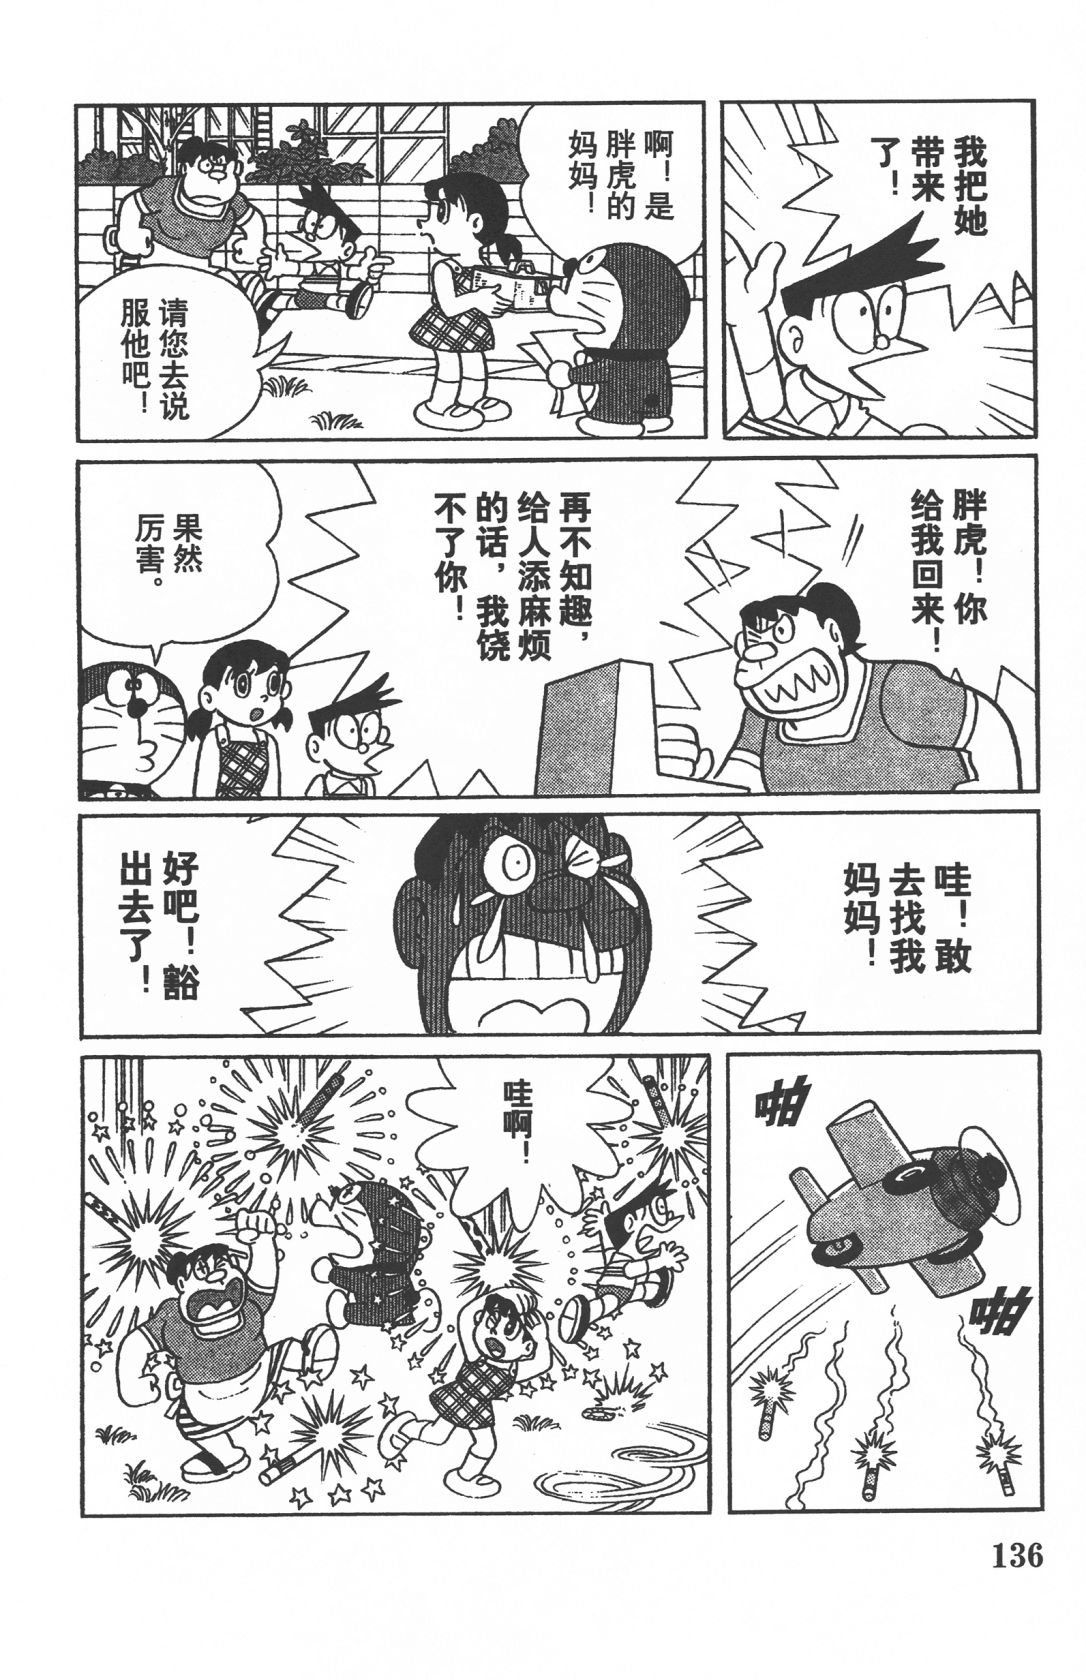 我把她
带来
了！
啊！是
胖虎的
妈妈！
请您去说
服他吧！
胖虎！你
给我回来！
再不知趣，
给人添麻烦
的话，我饶
不了你！
果然
厉害。
哇！敢
去找我
妈妈！
好吧！豁
出去了！
啪
啪
哇啊！
136